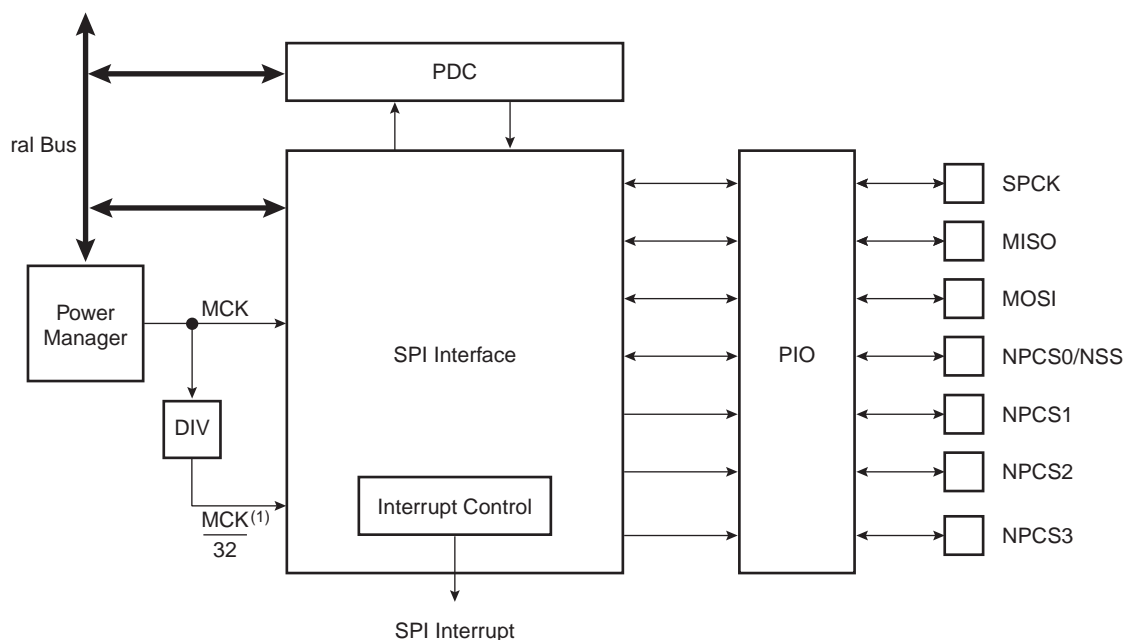 PDC
ral Bus
SPCK
MISO
Power
Manager
MCK
MOSI
SPI Interface
PIO
NPCS0/NSS
DIV
NPCS1
NPCS2
Interrupt Control
MCK(1)
32
NPCS3
SPI Interrupt